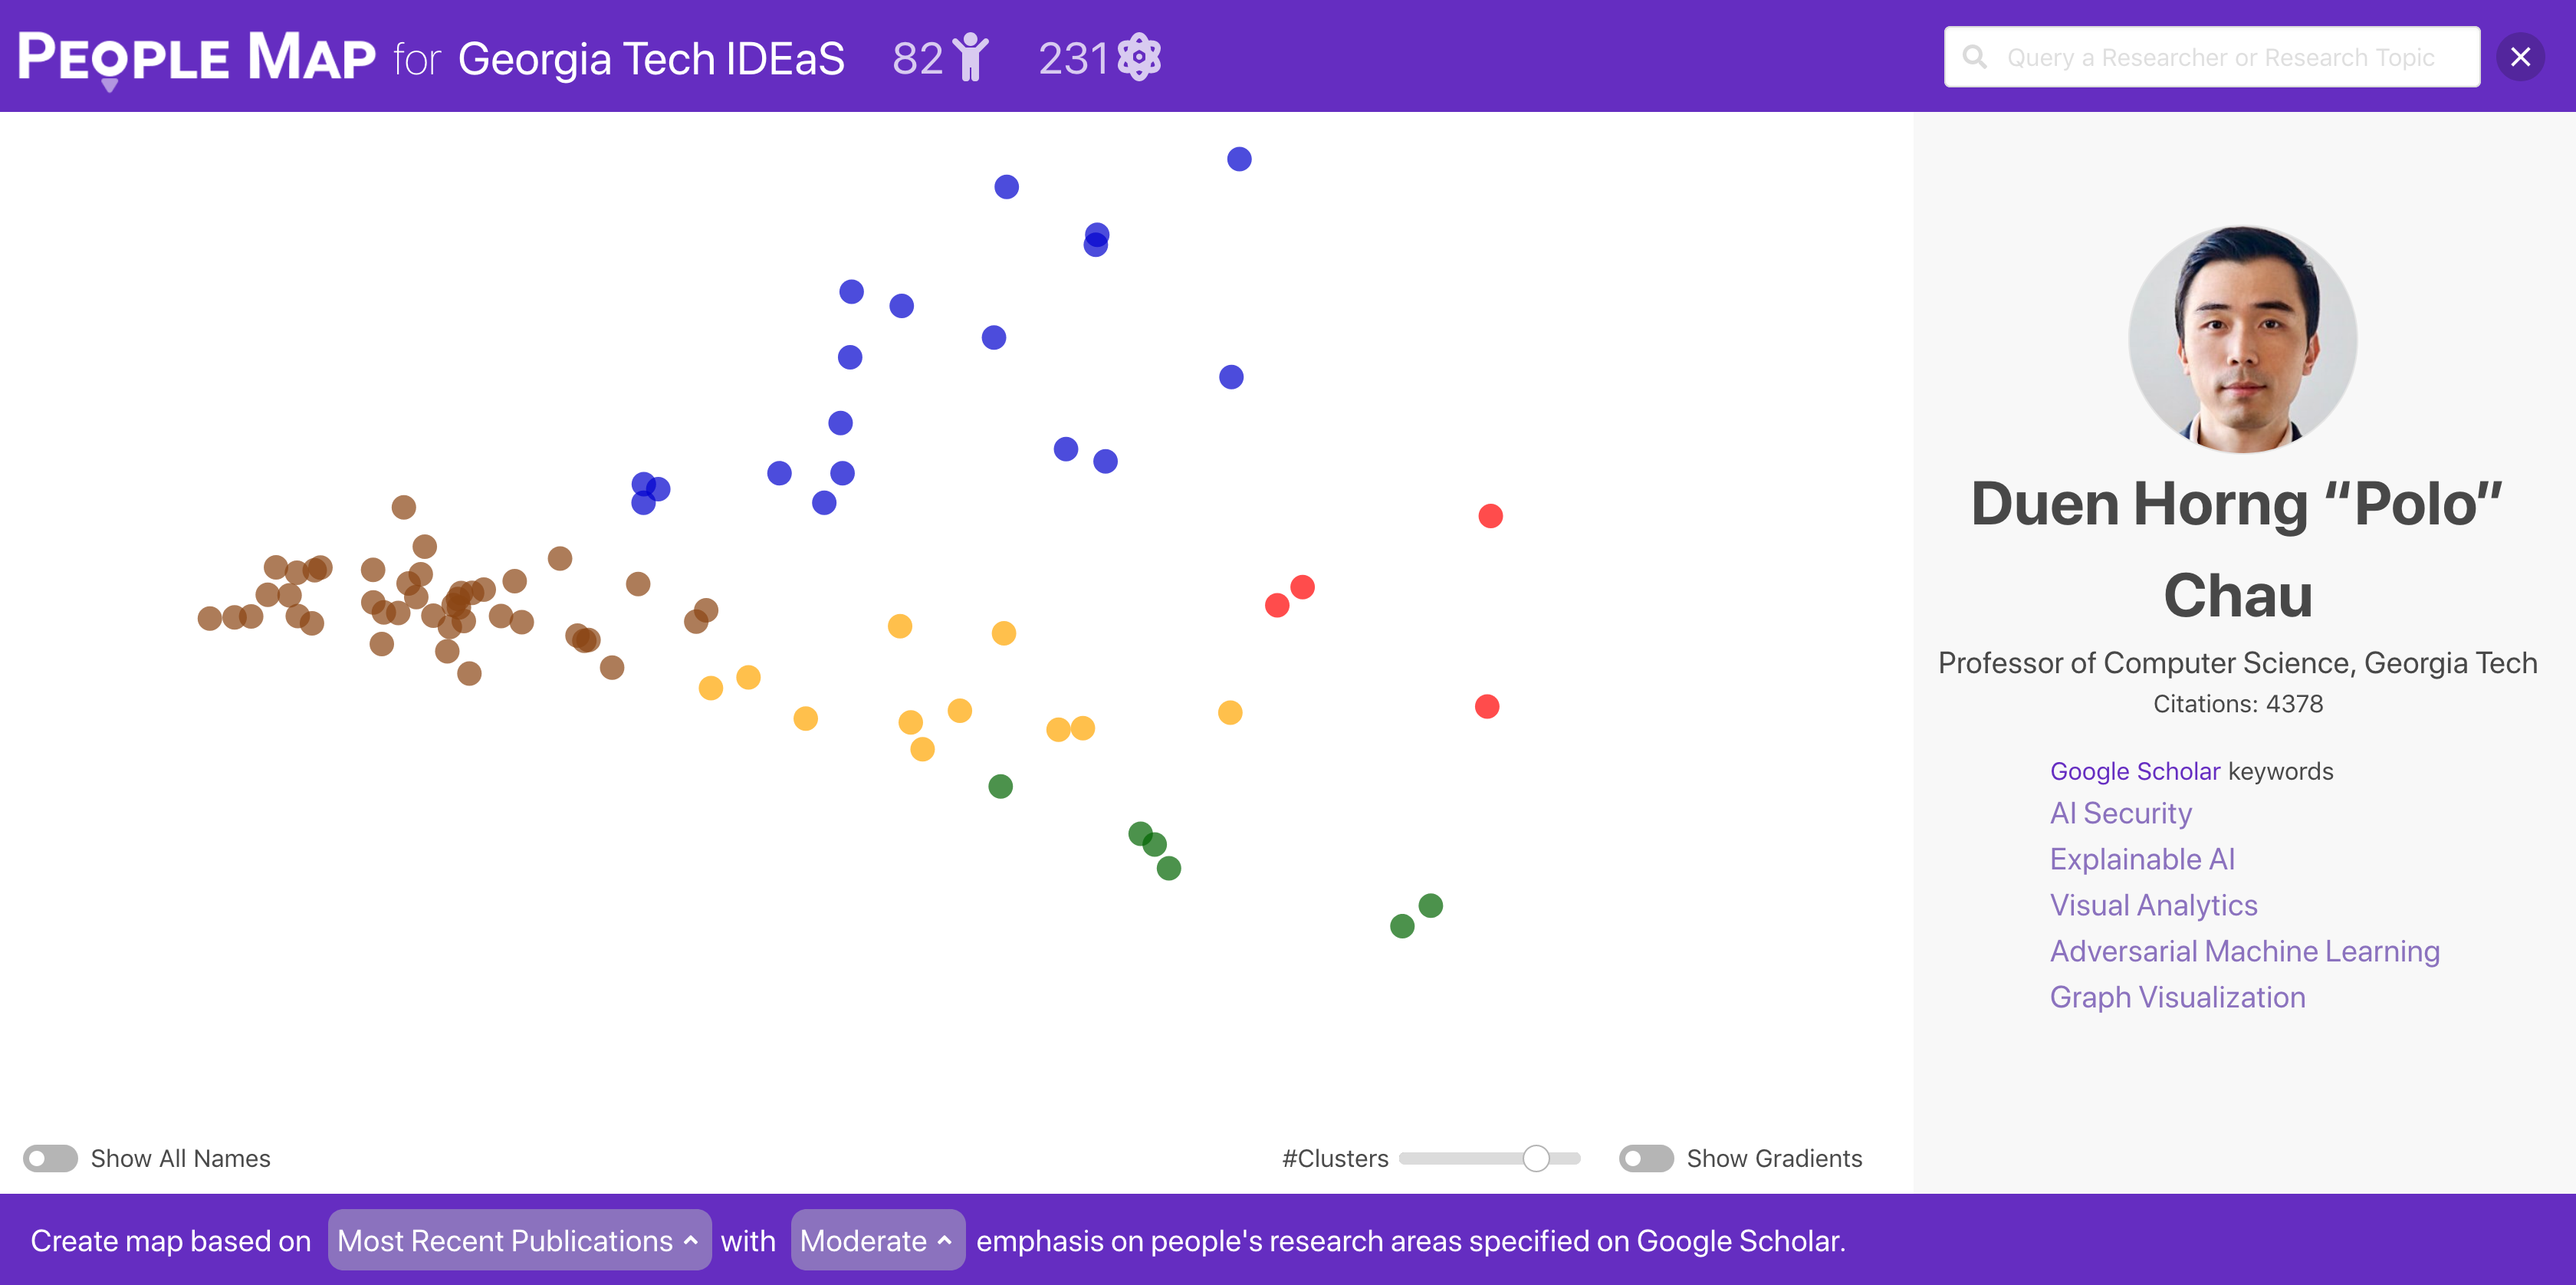 PEOPLE MAP for Georgia Tech IDEaS 82 231
Query a Researcher or Research Topic
Duen Horng “Polo”
Chau
Professor of Computer Science, Georgia Tech
Citations: 4378
Google Scholar keywords
AI Security
Explainable AI
Visual Analytics
Adversarial Machine Learning
Graph Visualization
Show All Names
#Clusters
Show Gradients
Create map based on Most Recent Publications with Moderate emphasis on people's research areas specified on Google Scholar.